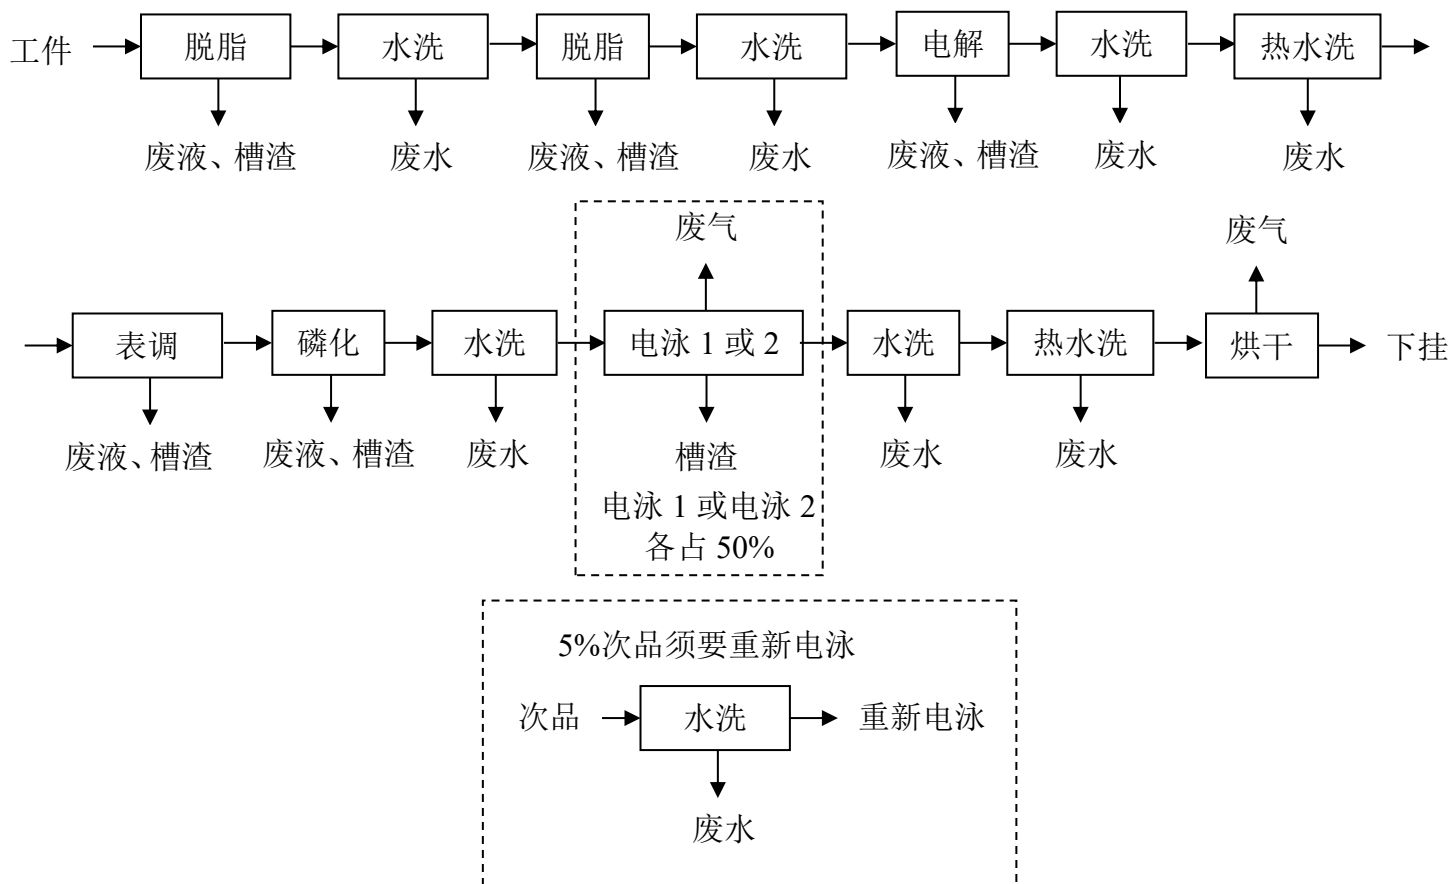 工件 脱脂 水洗 脱脂 水洗 电解 水洗 热水洗
废液、槽渣 废水 废液、槽渣 废水 废液、槽渣 废水 废水
废气 废气
表调 磷化 水洗 电泳 1 或 2 水洗 热水洗 烘干 下挂
废液、槽渣 废液、槽渣 废水 槽渣 废水 废水
电泳 1 或电泳 2
各占 50%
5%次品须要重新电泳
次品 水洗 重新电泳
废水